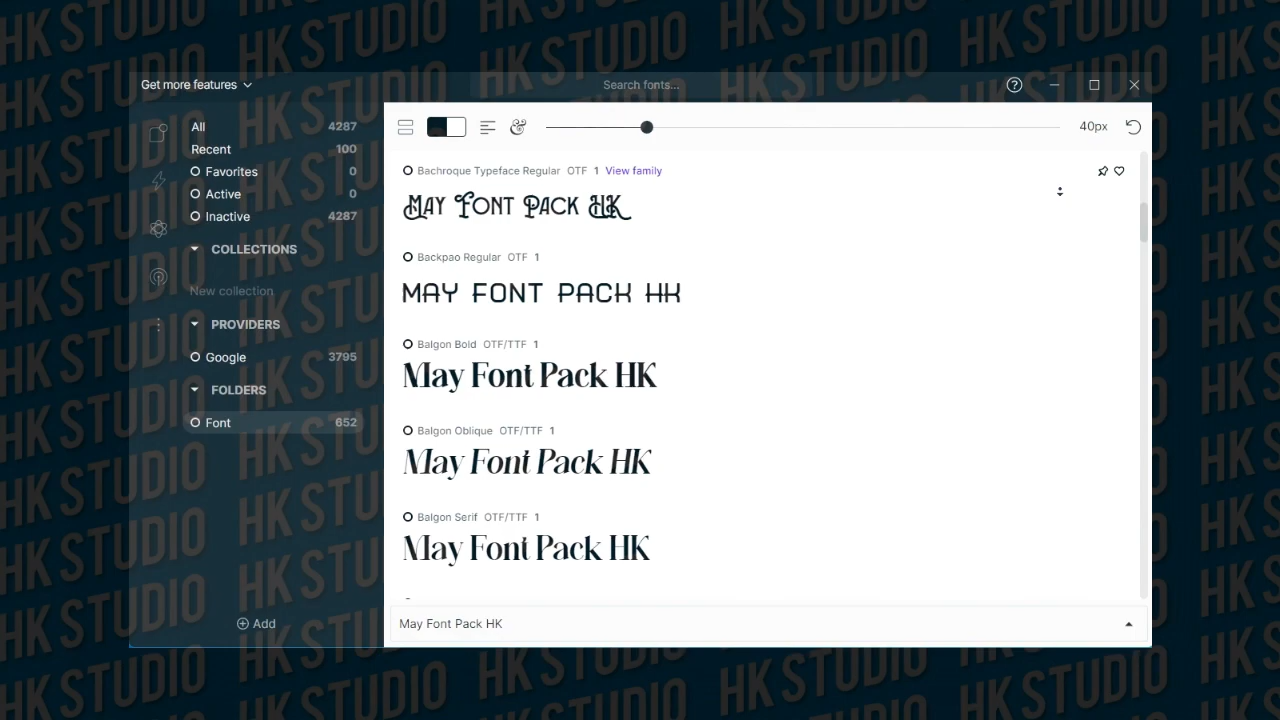 HK STUDIO
Get more features
Search fonts...
All 4287
Recent 100
Favorites 0
Active 0
Inactive 4287
COLLECTIONS
New collection
PROVIDERS
Google 3795
FOLDERS
Font 652
Add
40px
Bachroque Typeface Regular OTF 1 View family
May Font Pack HK
Backpao Regular OTF 1
MAY FONT PACK HK
Balgon Bold OTF/TTF 1
May Font Pack HK
Balgon Oblique OTF/TTF 1
May Font Pack HK
Balgon Serif OTF/TTF 1
May Font Pack HK
May Font Pack HK